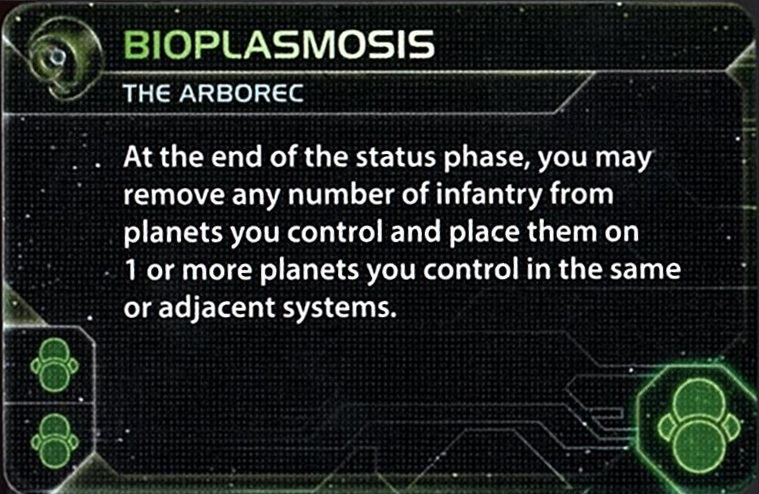 BIOPLASMOSIS
THE ARBOREC
At the end of the status phase, you may
remove any number of infantry from
planets you control and place them on
1 or more planets you control in the same
or adjacent systems.